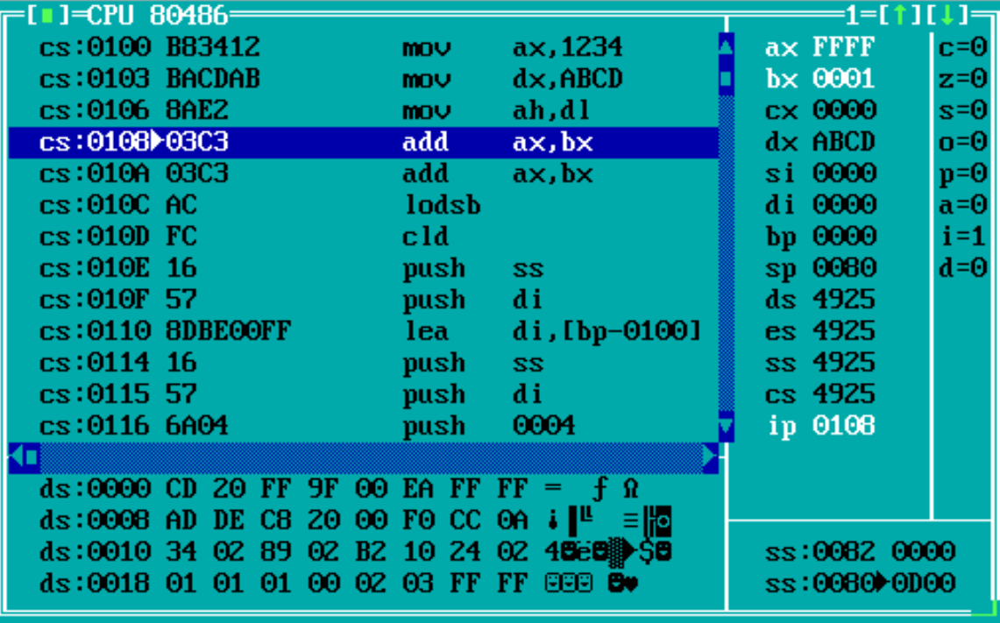 [■]=CPU 80486 1=[↑][↓]
cs:0100 B83412 mov ax,1234
cs:0103 BACDAB mov dx,ABCD
cs:0106 8AE2 mov ah,dl
cs:0108►03C3 add ax,bx
cs:010A 03C3 add ax,bx
cs:010C AC lodsb
cs:010D FC cld
cs:010E 16 push ss
cs:010F 57 push di
cs:0110 8DBE00FF lea di,[bp-0100]
cs:0114 16 push ss
cs:0115 57 push di
cs:0116 6A04 push 0004
ds:0000 CD 20 FF 9F 00 EA FF FF = ƒ Ω
ds:0008 AD DE C8 20 00 F0 CC 0A ¡▐╚ ≡╠◙
ds:0010 34 02 89 02 B2 10 24 02 4☻ë☻▓►$☻
ds:0018 01 01 01 00 02 03 FF FF ☺☺☺ ☻♥
ax FFFF c=0
bx 0001 z=0
cx 0000 s=0
dx ABCD o=0
si 0000 p=0
di 0000 a=0
bp 0000 i=1
sp 0080 d=0
ds 4925
es 4925
ss 4925
cs 4925
ip 0108
ss:0082 0000
ss:0080►0D00